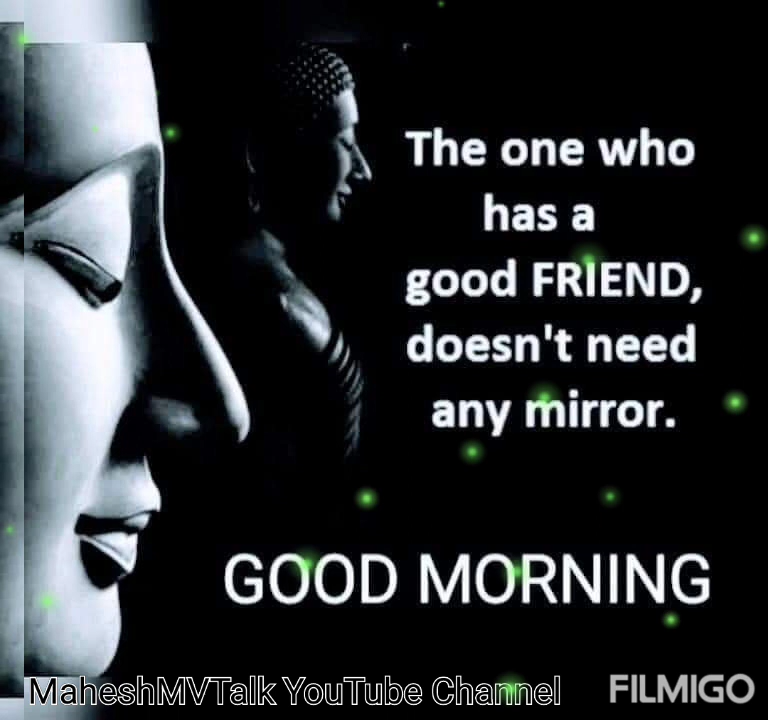 The one who
has a
good FRIEND,
doesn't need
any mirror.
GOOD MORNING
MaheshMVTalk YouTube Channel
FILMIGO